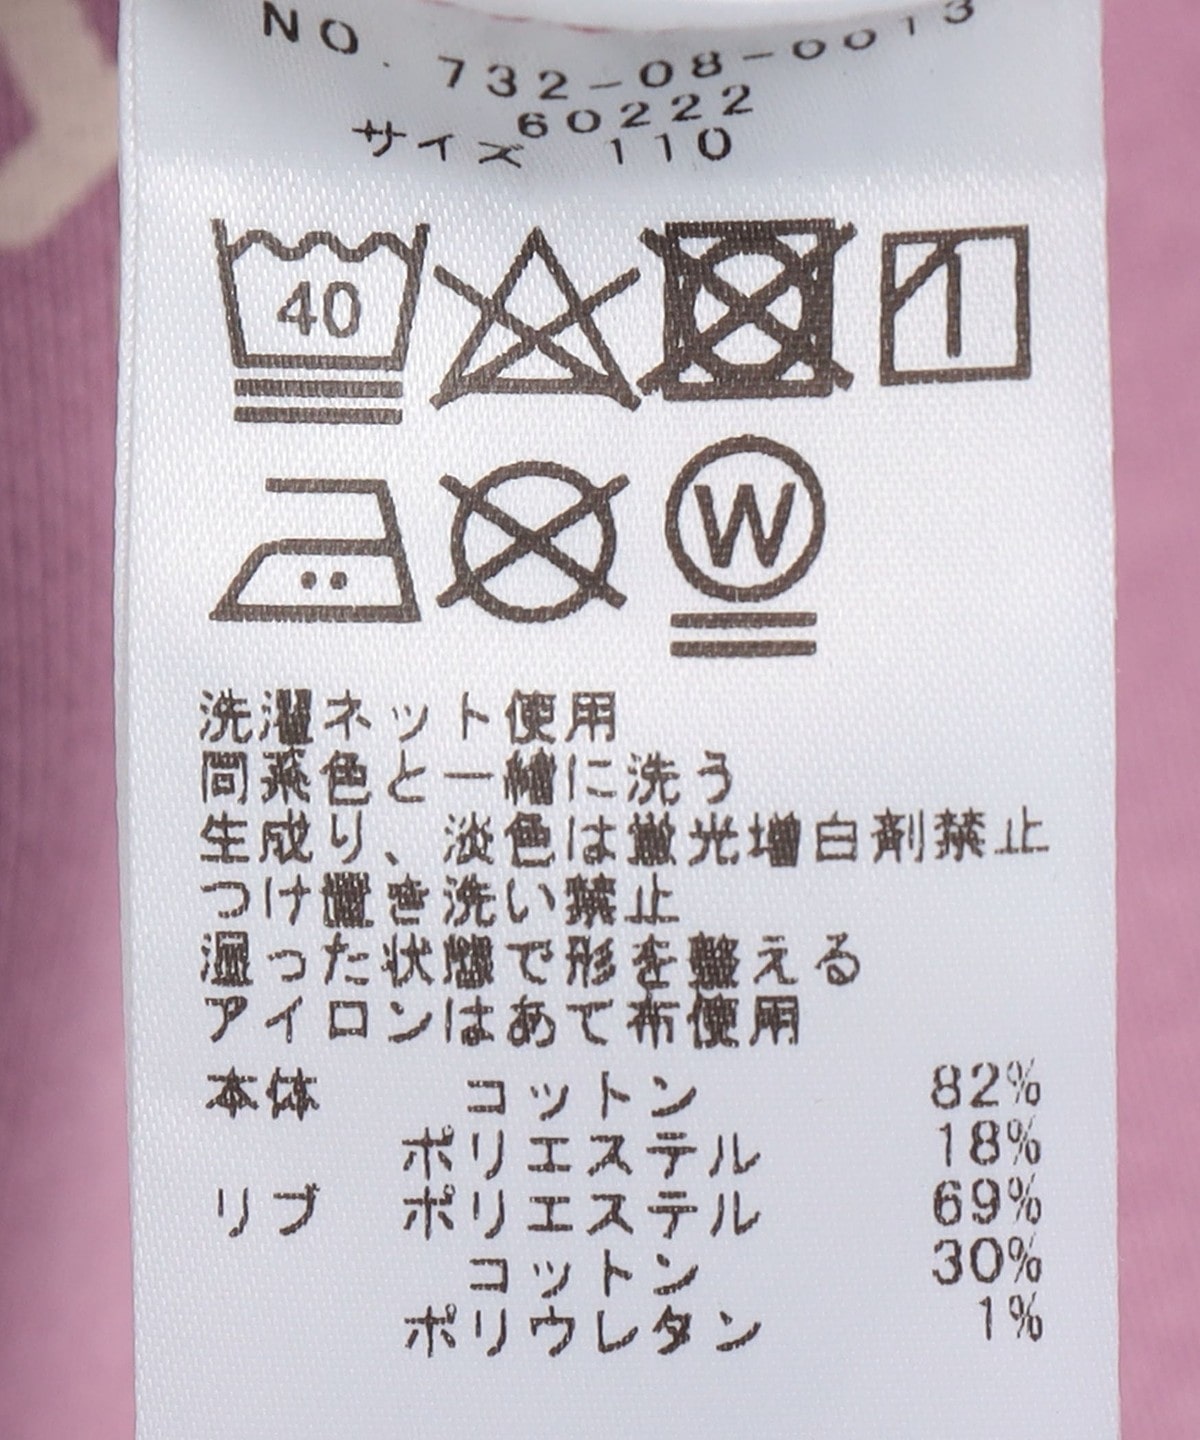 NO. 732-08-0013
60222
サイズ 110
40
W
洗濯ネット使用
同系色と一緒に洗う
生成り、淡色は蛍光増白剤禁止
つけ置き洗い禁止
湿った状態で形を整える
アイロンはあて布使用
本体 コットン 82%
ポリエステル 18%
リブ ポリエステル 69%
コットン 30%
ポリウレタン 1%